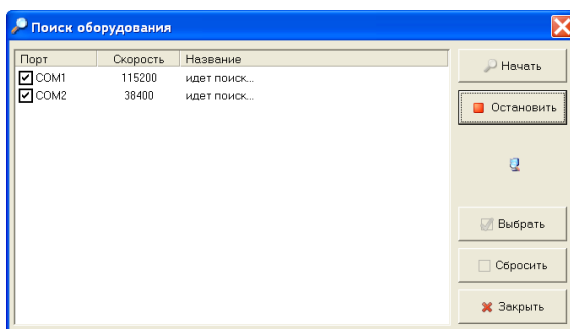 Поиск оборудования
Порт Скорость Название
COM1 115200 идет поиск...
COM2 38400 идет поиск...
Начать
Остановить
Выбрать
Сбросить
Закрыть